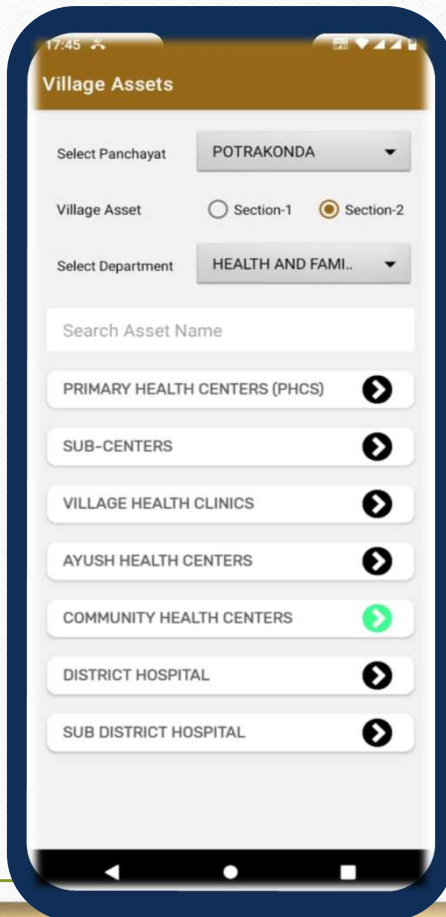 17:45
Village Assets
Select Panchayat POTRAKONDA
Village Asset Section-1 Section-2
Select Department HEALTH AND FAMI..
Search Asset Name
PRIMARY HEALTH CENTERS (PHCS)
SUB-CENTERS
VILLAGE HEALTH CLINICS
AYUSH HEALTH CENTERS
COMMUNITY HEALTH CENTERS
DISTRICT HOSPITAL
SUB DISTRICT HOSPITAL